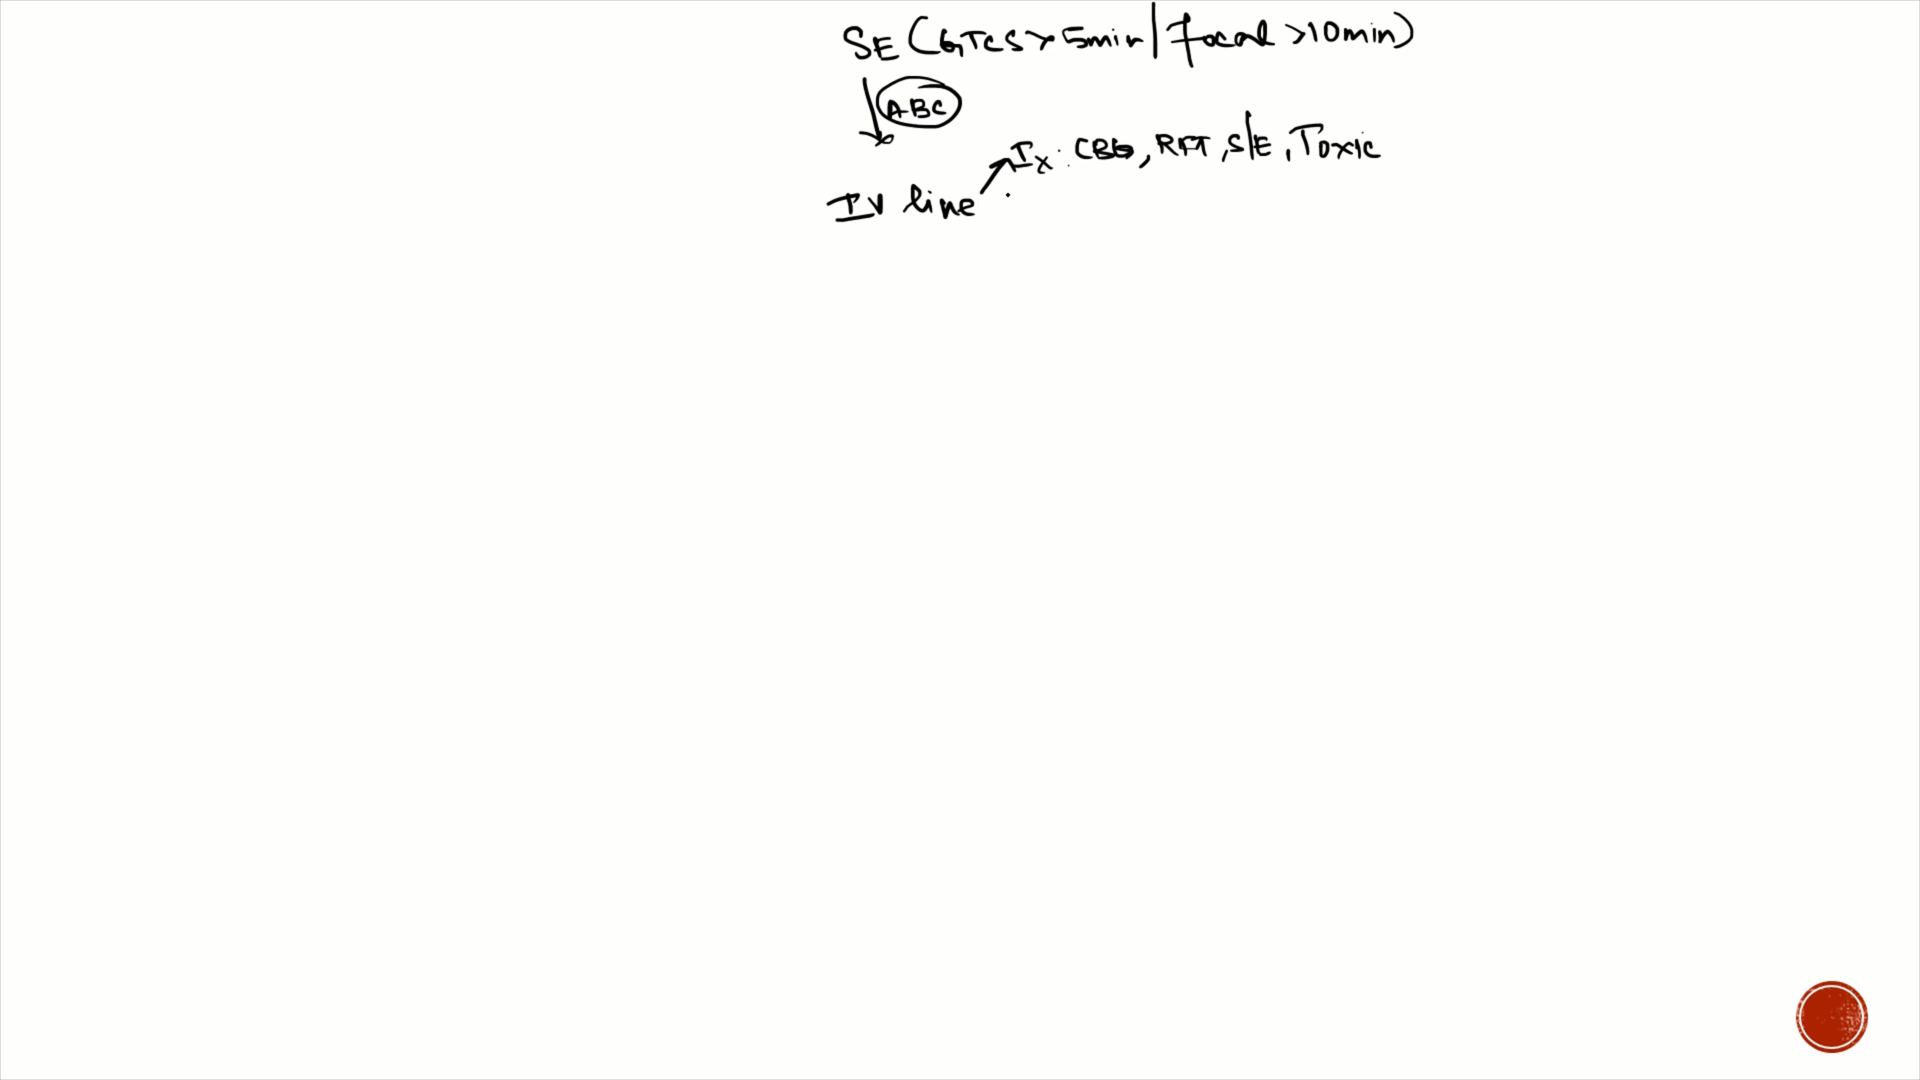 SE (GTCS > 5min | focal >10min)
ABC
Ix: CBG, RFT, S/E, Toxic
IV line